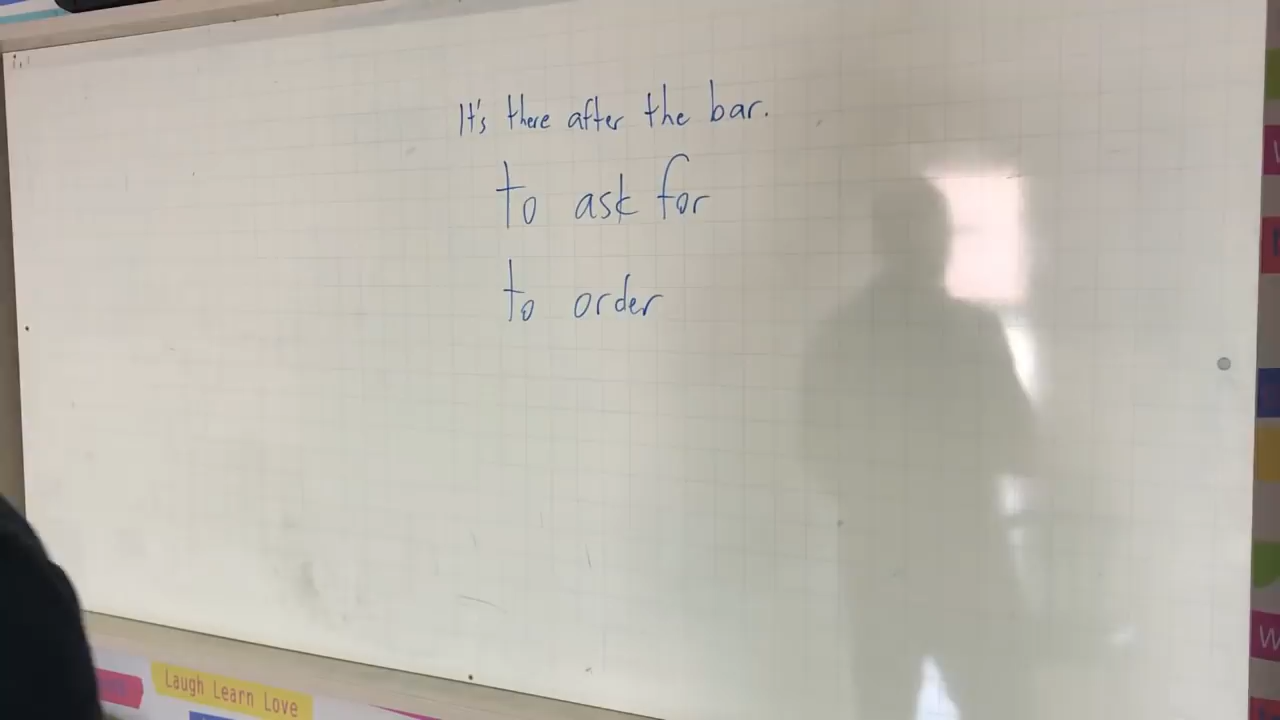 It's there after the bar.
to ask for
to order
Laugh Learn Love